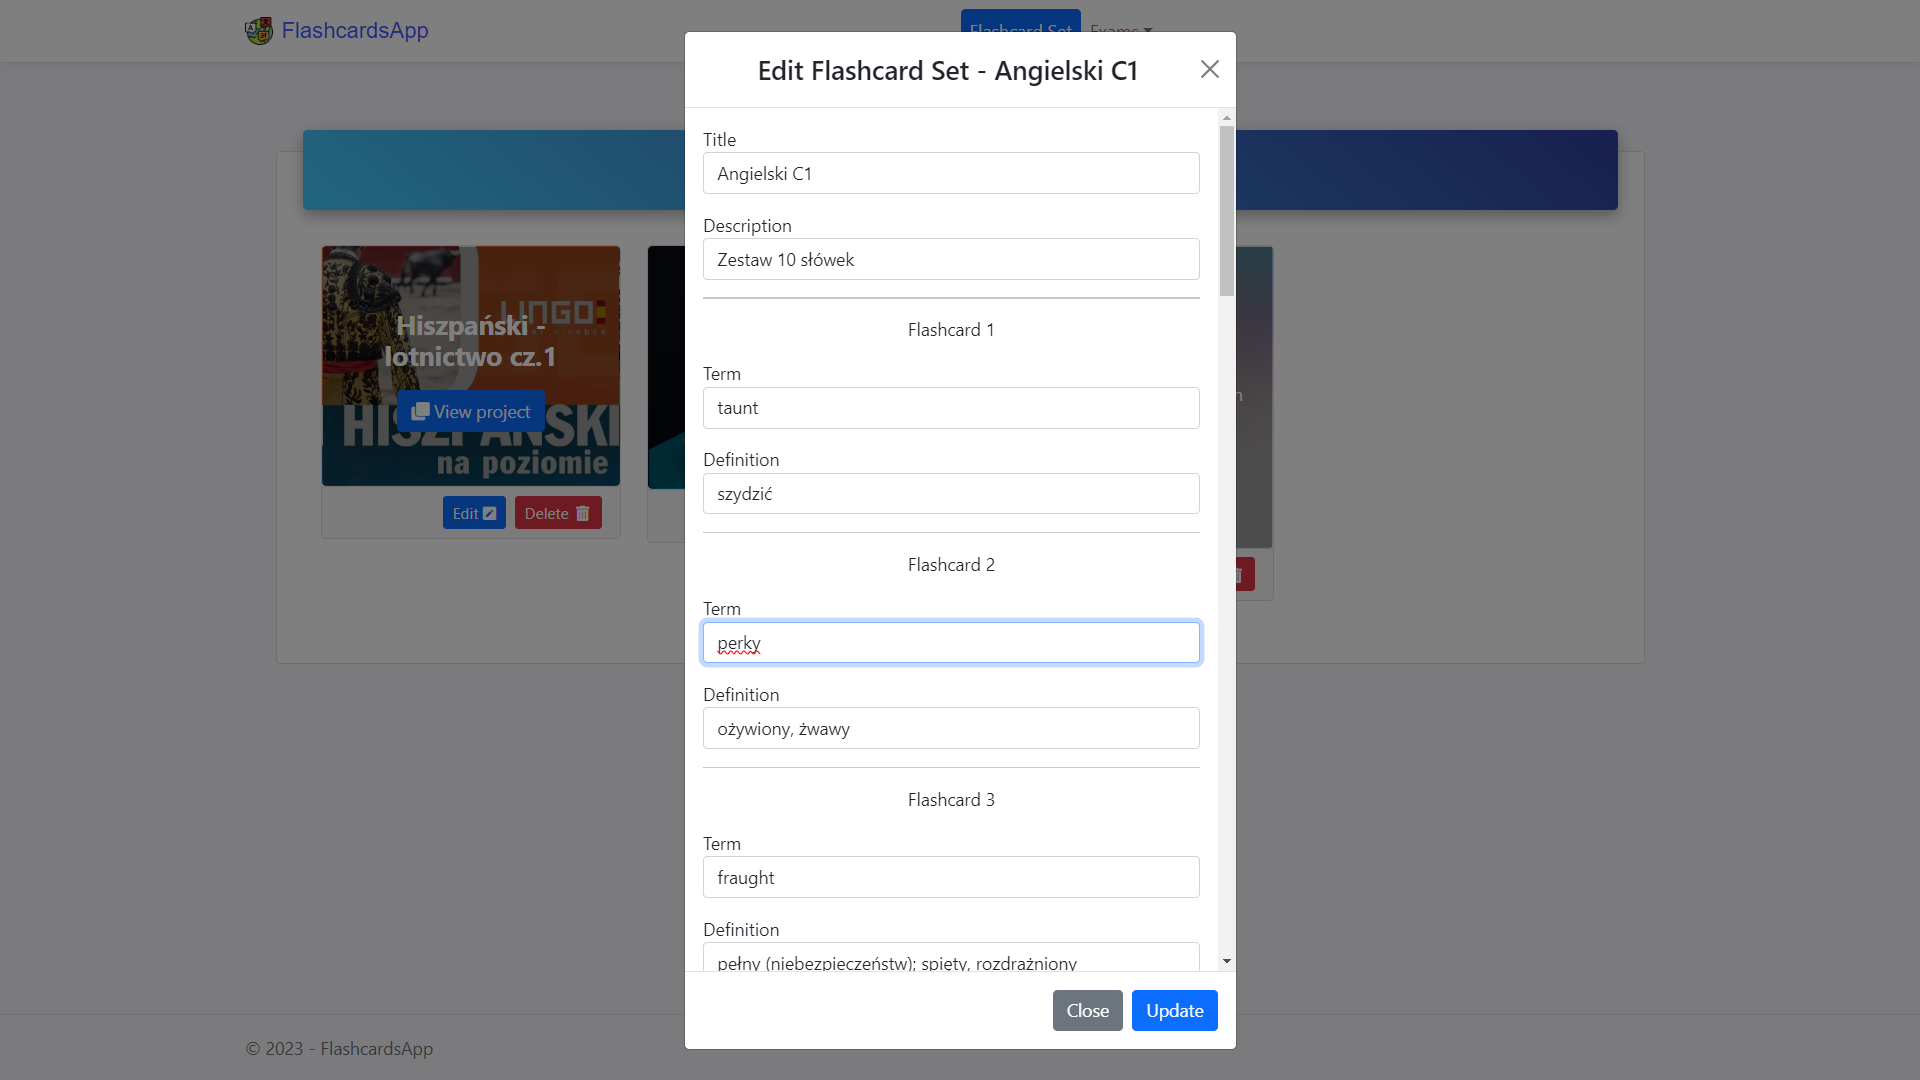 FlashcardsApp
Flashcard Set
Exams
Edit Flashcard Set - Angielski C1
Title
Angielski C1
Description
Zestaw 10 słówek
Flashcard 1
Term
taunt
Definition
szydzić
Flashcard 2
Term
perky
Definition
ożywiony, żwawy
Flashcard 3
Term
fraught
Definition
pełny (niebezpieczeństw); spięty, rozdrażniony
Close
Update
LINGO
Hiszpański -
lotnictwo cz.1
View project
HISZPAŃSKI
na poziomie
Edit
Delete
© 2023 - FlashcardsApp